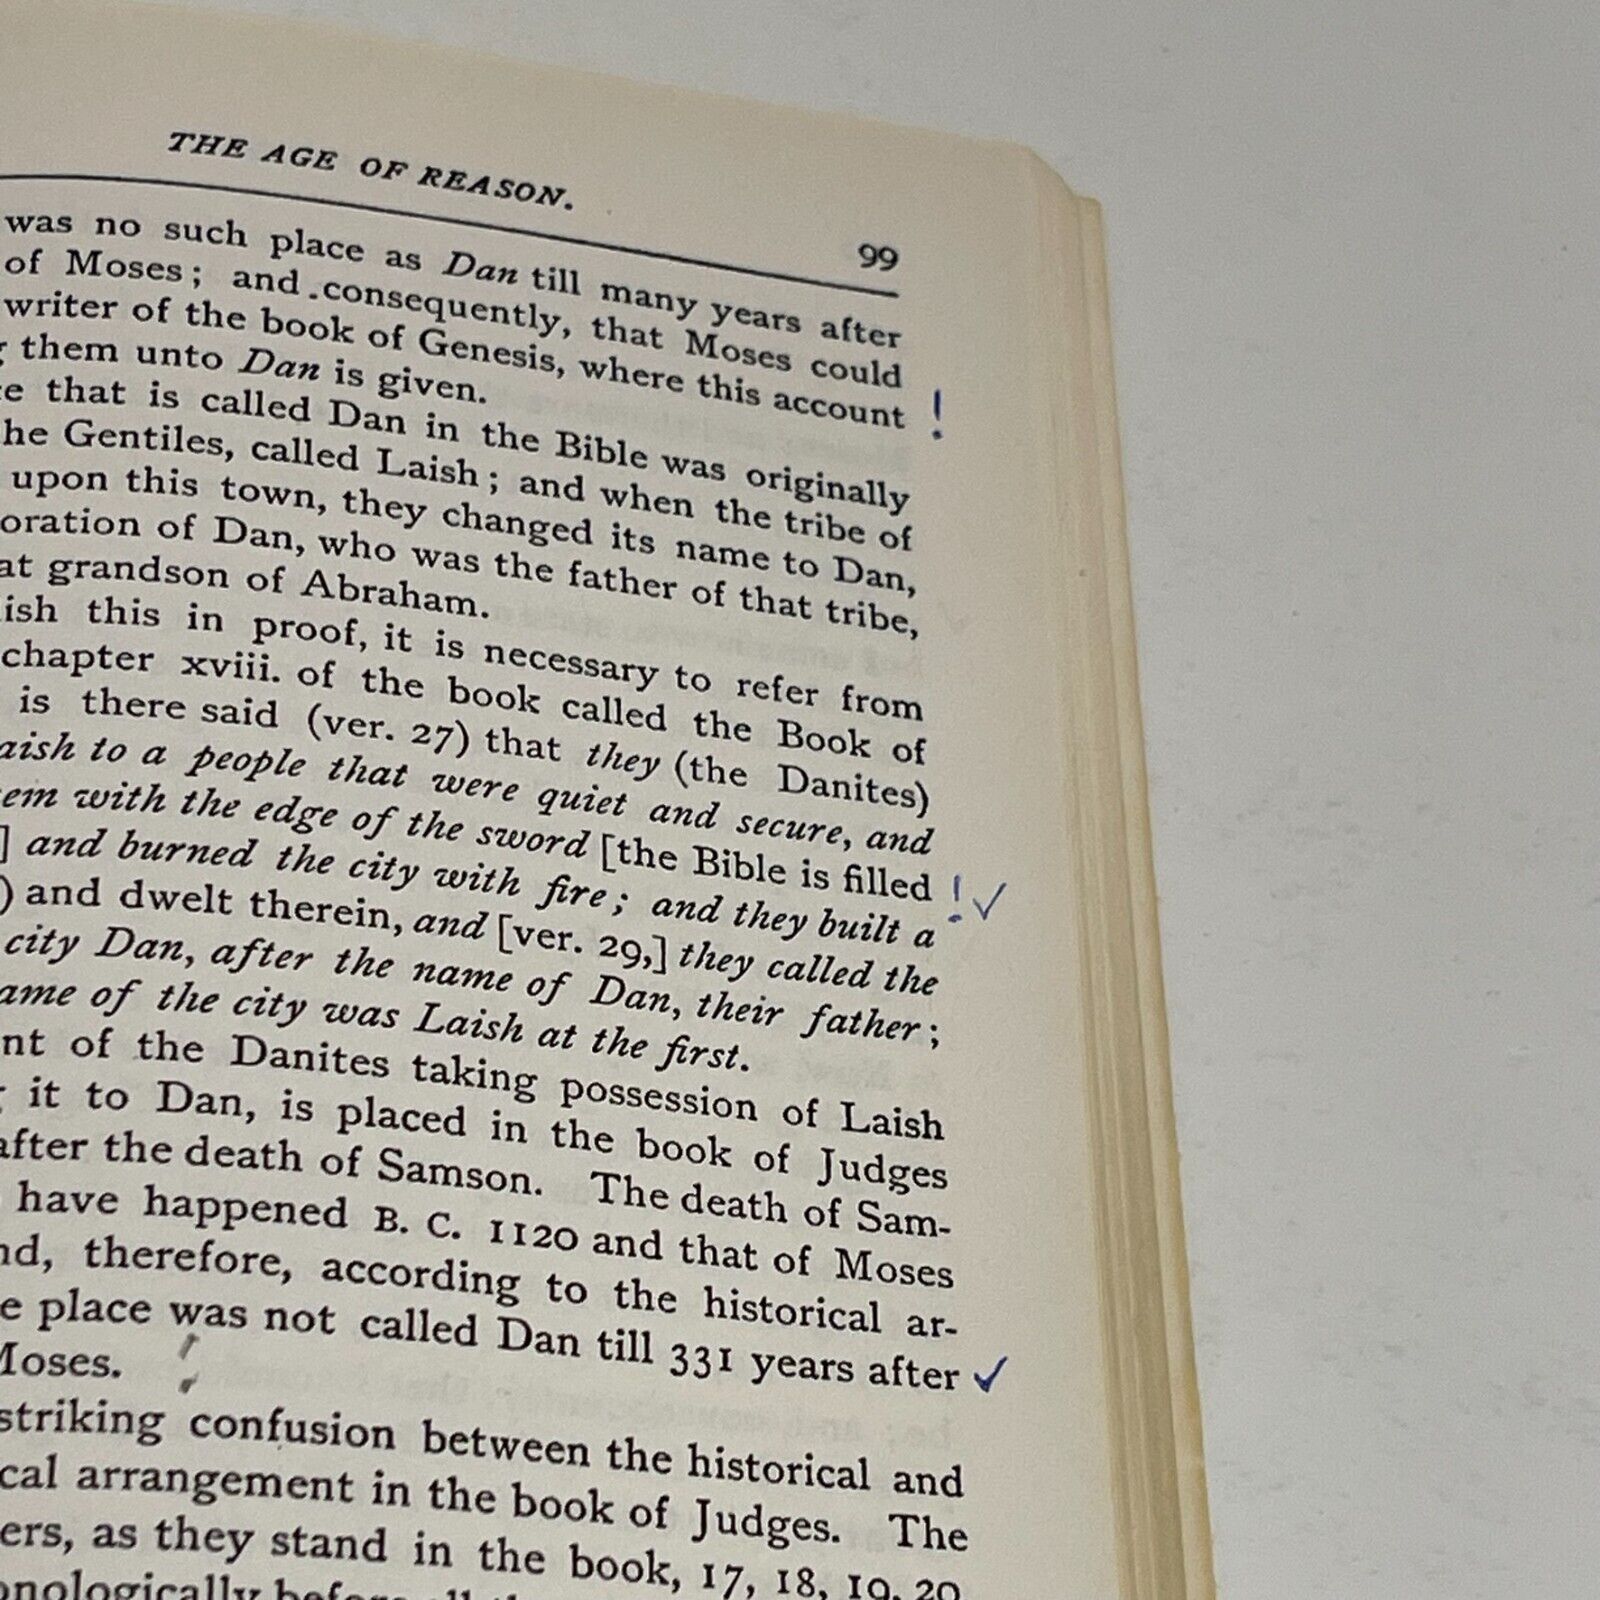 THE AGE OF REASON.
99
was no such place as Dan till many years after
of Moses; and consequently, that Moses could
writer of the book of Genesis, where this account
them unto Dan is given.
that is called Dan in the Bible was originally
he Gentiles, called Laish; and when the tribe of
upon this town, they changed its name to Dan,
oration of Dan, who was the father of that tribe,
at grandson of Abraham.
ish this in proof, it is necessary to refer from
chapter xviii. of the book called the Book of
is there said (ver. 27) that they (the Danites)
aish to a people that were quiet and secure, and
em with the edge of the sword [the Bible is filled
] and burned the city with fire; and they built a
) and dwelt therein, and [ver. 29,] they called the
city Dan, after the name of Dan, their father;
ame of the city was Laish at the first.
nt of the Danites taking possession of Laish
it to Dan, is placed in the book of Judges
after the death of Samson. The death of Sam-
have happened B. C. 1120 and that of Moses
nd, therefore, according to the historical ar-
e place was not called Dan till 331 years after
Moses.
striking confusion between the historical and
cal arrangement in the book of Judges. The
ers, as they stand in the book, 17, 18, 19, 20
onologically before all